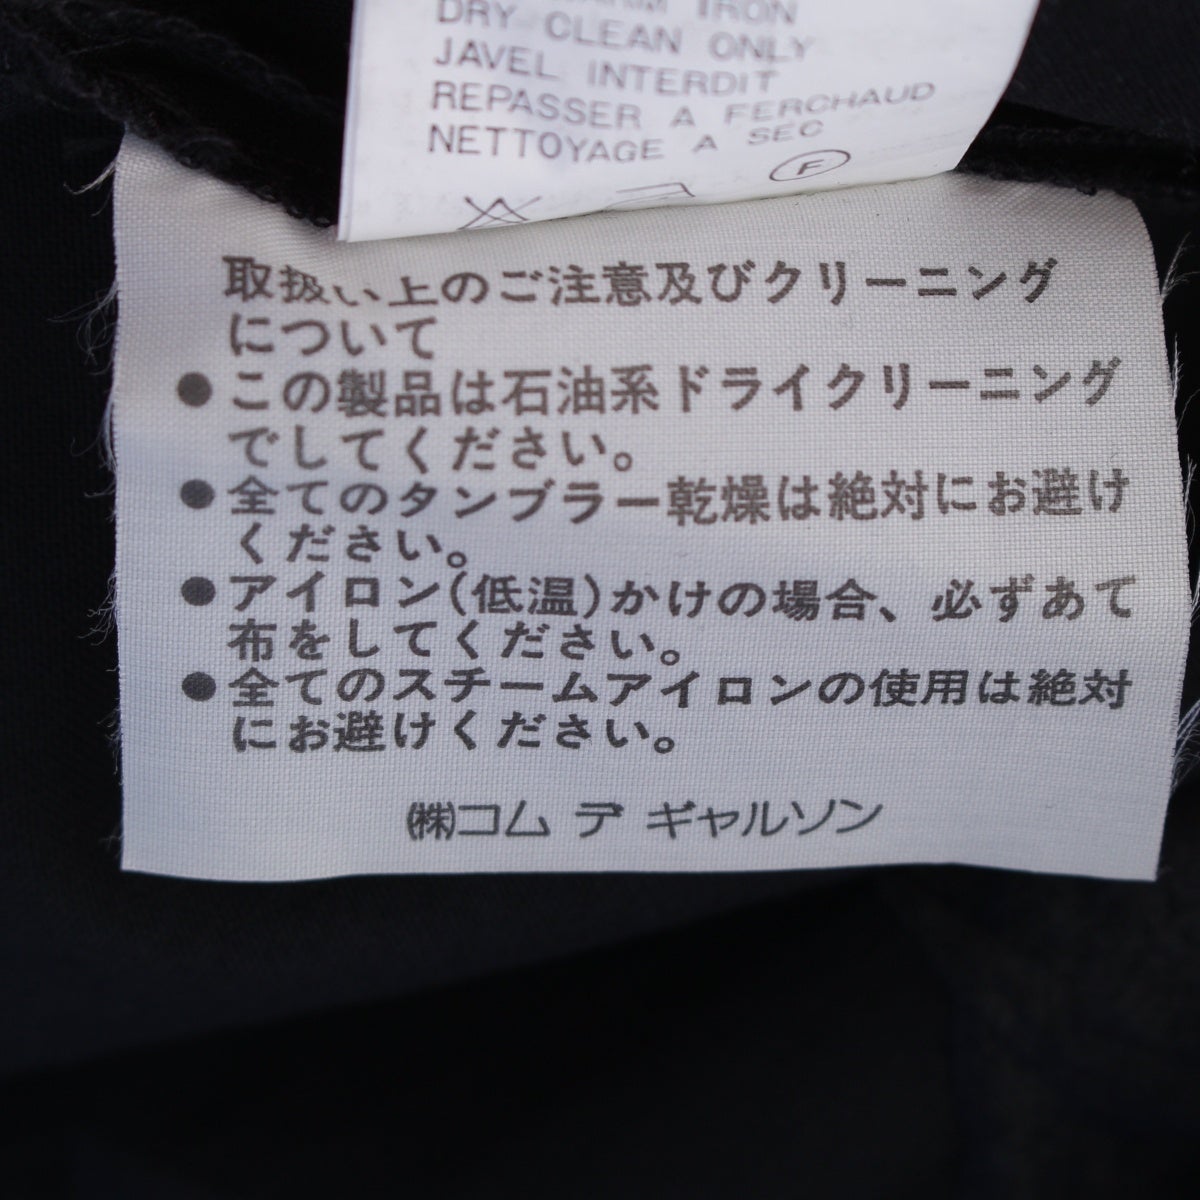 WARM IRON
DRY CLEAN ONLY
JAVEL INTERDIT
REPASSER A FERCHAUD
NETTOYAGE A SEC
F
取扱い上のご注意及びクリーニング
について
●この製品は石油系ドライクリーニング
でしてください。
●全てのタンブラー乾燥は絶対にお避け
ください。
●アイロン(低温)かけの場合、必ずあて
布をしてください。
●全てのスチームアイロンの使用は絶対
にお避けください。
㈱コム デ ギャルソン